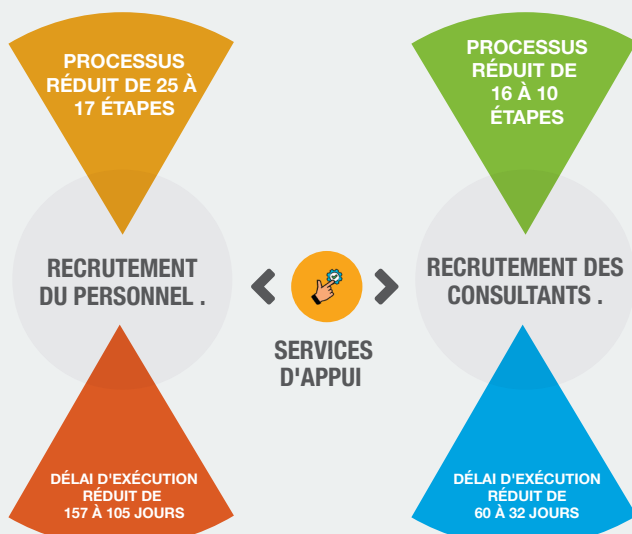 PROCESSUS
RÉDUIT DE 25 À
17 ÉTAPES
RECRUTEMENT
DU PERSONNEL .
DÉLAI D'EXÉCUTION
RÉDUIT DE
157 À 105 JOURS
SERVICES
D'APPUI
PROCESSUS
RÉDUIT DE
16 À 10
ÉTAPES
RECRUTEMENT DES
CONSULTANTS .
DÉLAI D'EXÉCUTION
RÉDUIT DE
60 À 32 JOURS